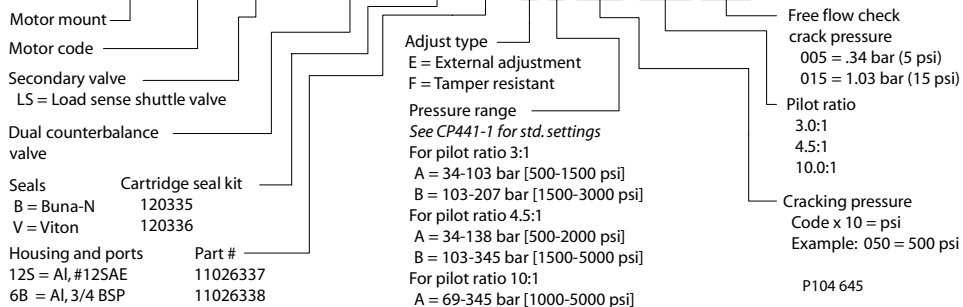 Motor mount
Motor code
Secondary valve
LS = Load sense shuttle valve
Dual counterbalance
valve
Seals
B = Buna-N
V = Viton
Cartridge seal kit
120335
120336
Housing and ports Part #
12S = Al, #12SAE 11026337
6B = Al, 3/4 BSP 11026338
Adjust type
E = External adjustment
F = Tamper resistant
Pressure range
See CP441-1 for std. settings
For pilot ratio 3:1
A = 34-103 bar [500-1500 psi]
B = 103-207 bar [1500-3000 psi]
For pilot ratio 4.5:1
A = 34-138 bar [500-2000 psi]
B = 103-345 bar [1500-5000 psi]
For pilot ratio 10:1
A = 69-345 bar [1000-5000 psi]
Free flow check
crack pressure
005 = .34 bar (5 psi)
015 = 1.03 bar (15 psi)
Pilot ratio
3.0:1
4.5:1
10.0:1
Cracking pressure
Code x 10 = psi
Example: 050 = 500 psi
P104 645